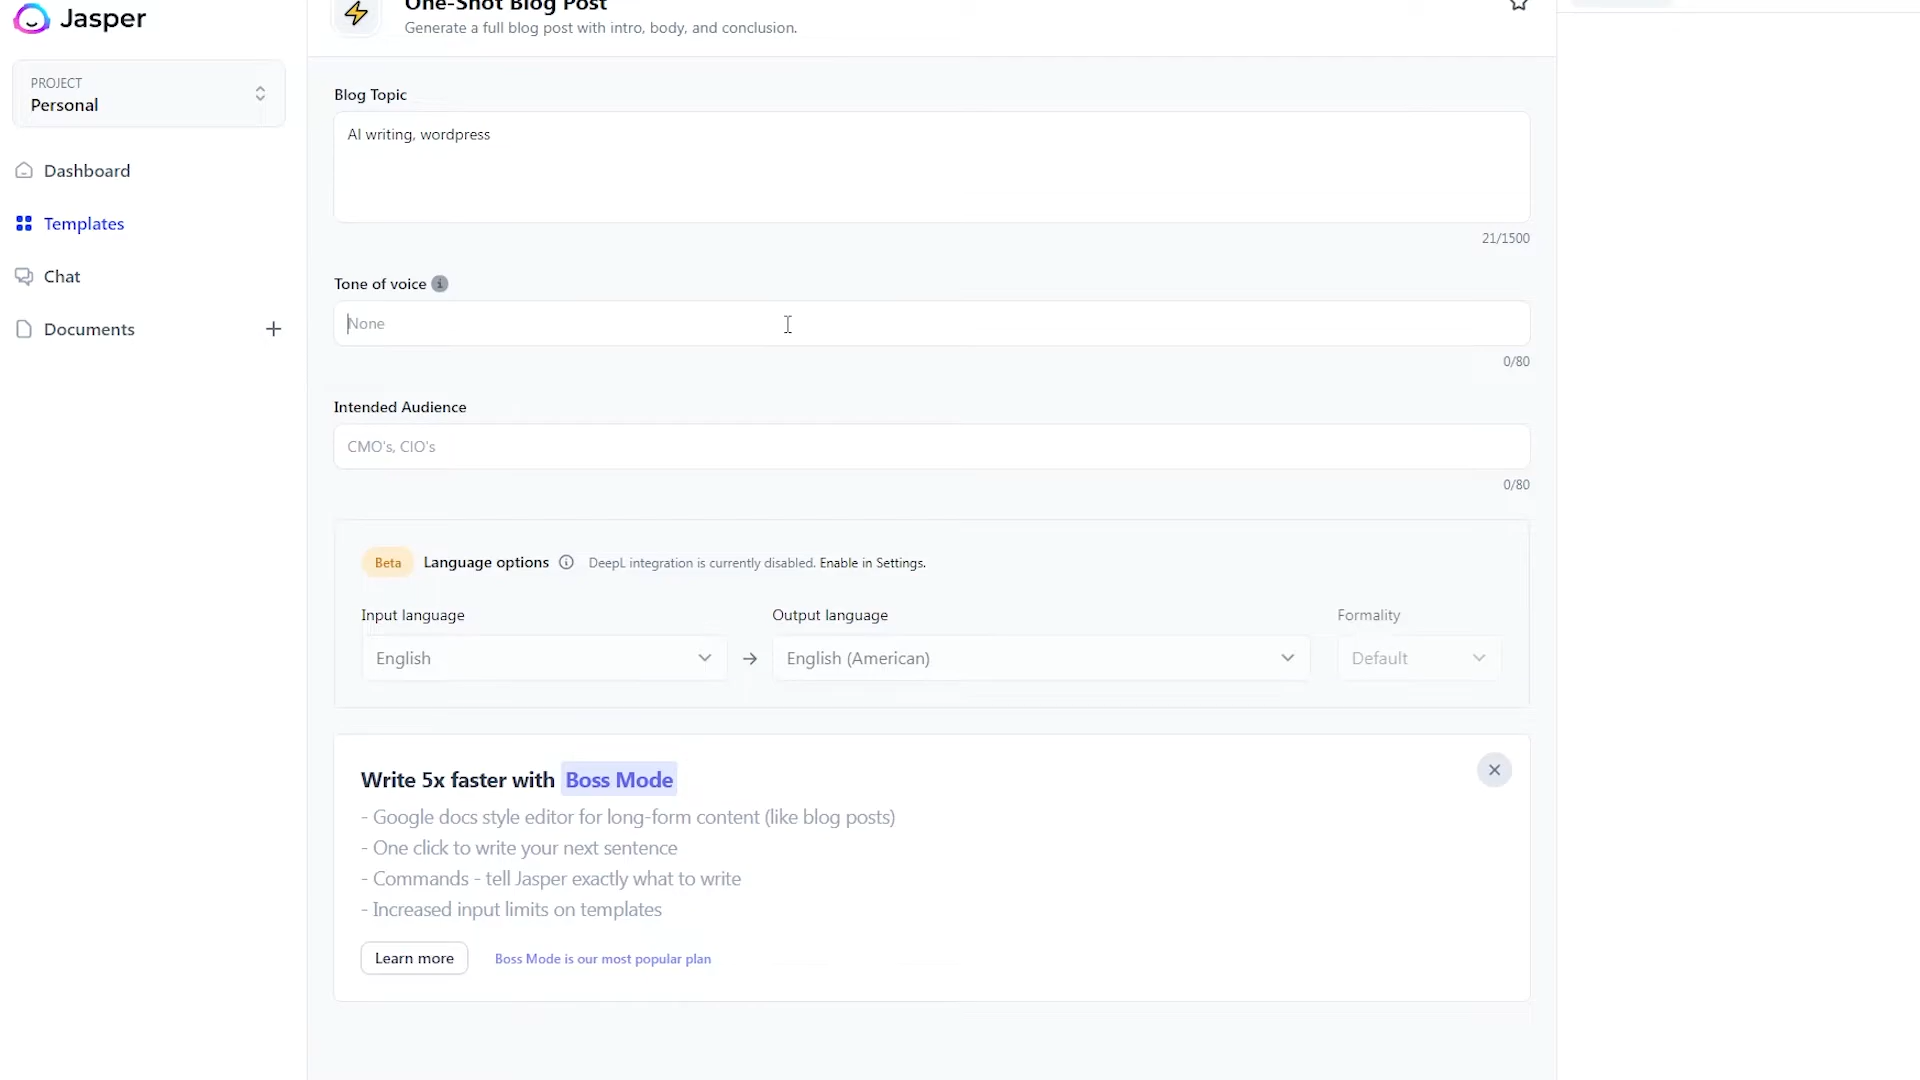 Jasper
PROJECT
Personal
Dashboard
Templates
Chat
Documents
One-Shot Blog Post
Generate a full blog post with intro, body, and conclusion.
Blog Topic
AI writing, wordpress
21/1500
Tone of voice
None
0/80
Intended Audience
CMO's, CIO's
0/80
Beta Language options DeepL integration is currently disabled. Enable in Settings.
Input language Output language Formality
English → English (American) Default
Write 5x faster with Boss Mode
- Google docs style editor for long-form content (like blog posts)
- One click to write your next sentence
- Commands - tell Jasper exactly what to write
- Increased input limits on templates
Learn more Boss Mode is our most popular plan